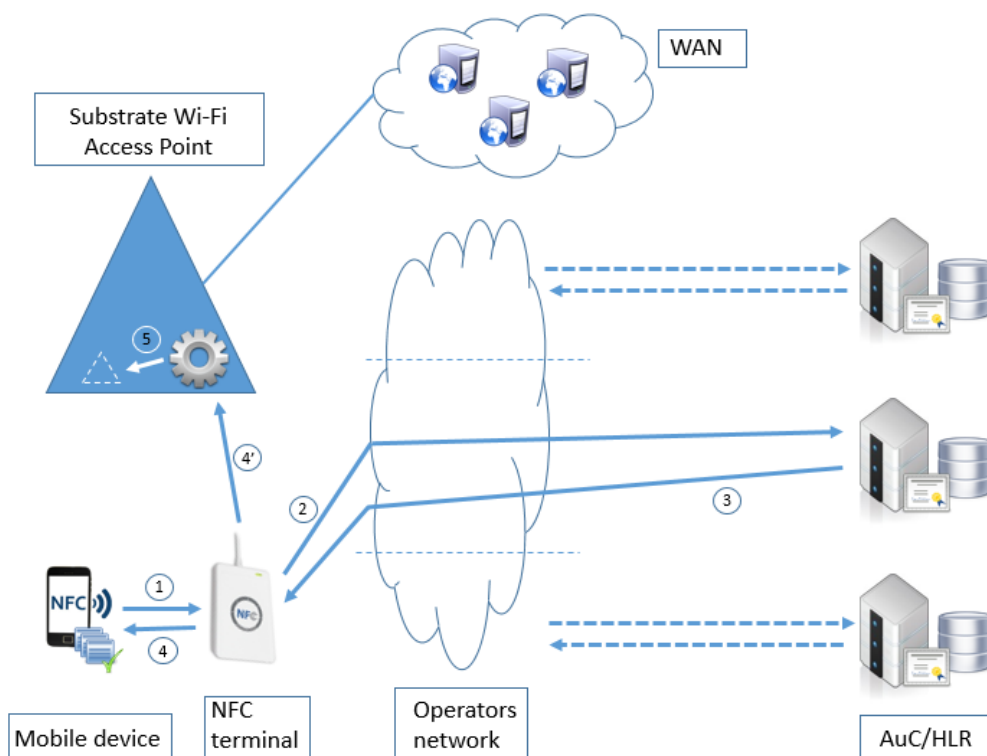 WAN
Substrate Wi-Fi
Access Point
5
4'
2
3
1
NFC
NFC
4
Mobile device
NFC
terminal
Operators
network
AuC/HLR